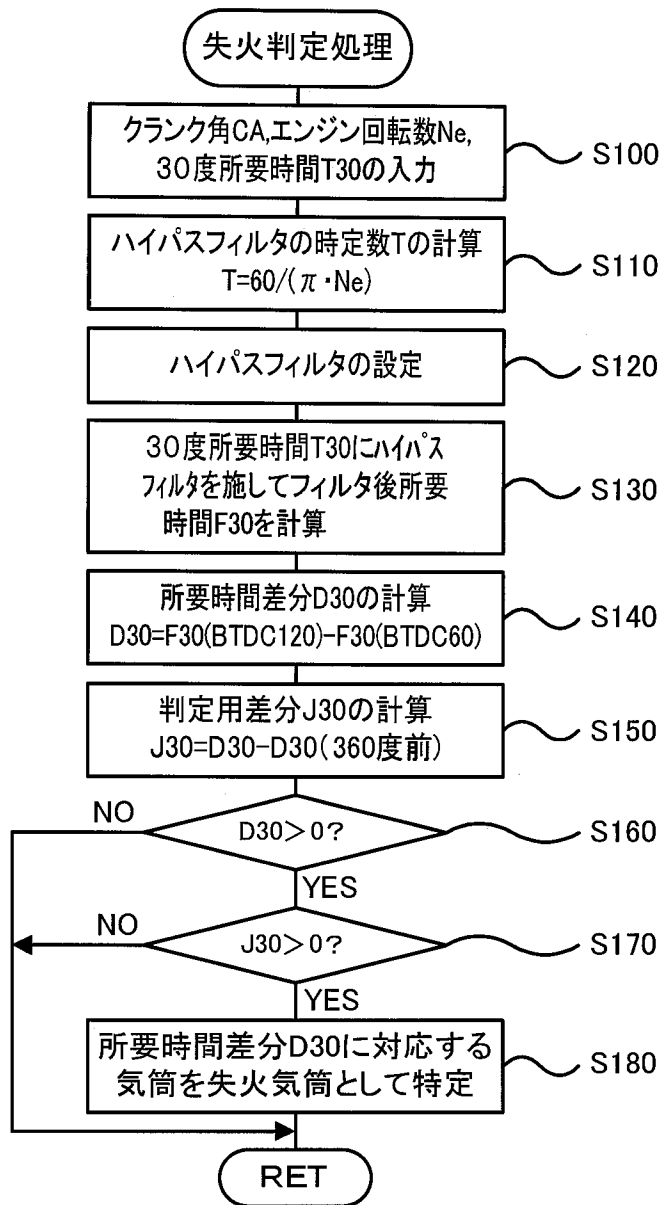 失火判定処理
クランク角CA,エンジン回転数Ne,
30度所要時間T30の入力
S100
ハイパスフィルタの時定数Tの計算
T=60/(π・Ne)
S110
ハイパスフィルタの設定
S120
30度所要時間T30にハイパス
フィルタを施してフィルタ後所要
時間F30を計算
S130
所要時間差分D30の計算
D30=F30(BTDC120)-F30(BTDC60)
S140
判定用差分J30の計算
J30=D30-D30(360度前)
S150
NO
D30>0?
S160
YES
NO
J30>0?
S170
YES
所要時間差分D30に対応する
気筒を失火気筒として特定
S180
RET